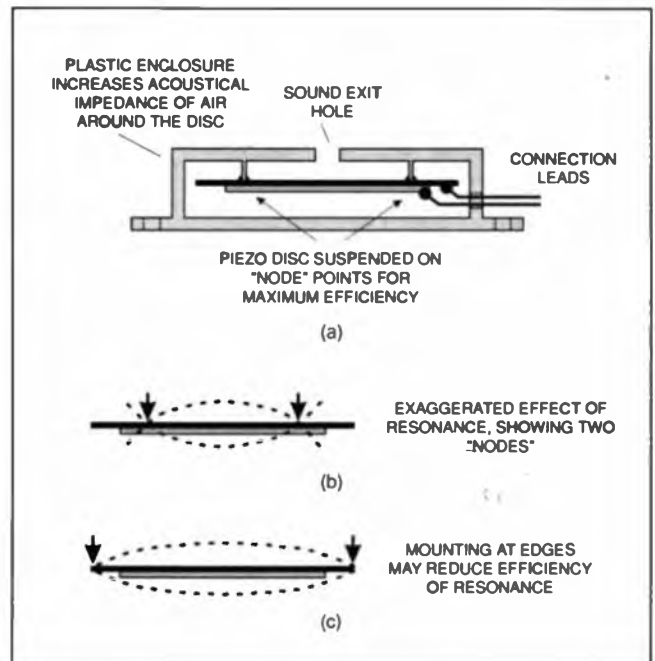 PLASTIC ENCLOSURE
INCREASES ACOUSTICAL
IMPEDANCE OF AIR
AROUND THE DISC
SOUND EXIT
HOLE
CONNECTION
LEADS
PIEZO DISC SUSPENDED ON
"NODE" POINTS FOR
MAXIMUM EFFICIENCY
(a)
EXAGGERATED EFFECT OF
RESONANCE, SHOWING TWO
"NODES"
(b)
MOUNTING AT EDGES
MAY REDUCE EFFICIENCY
OF RESONANCE
(c)